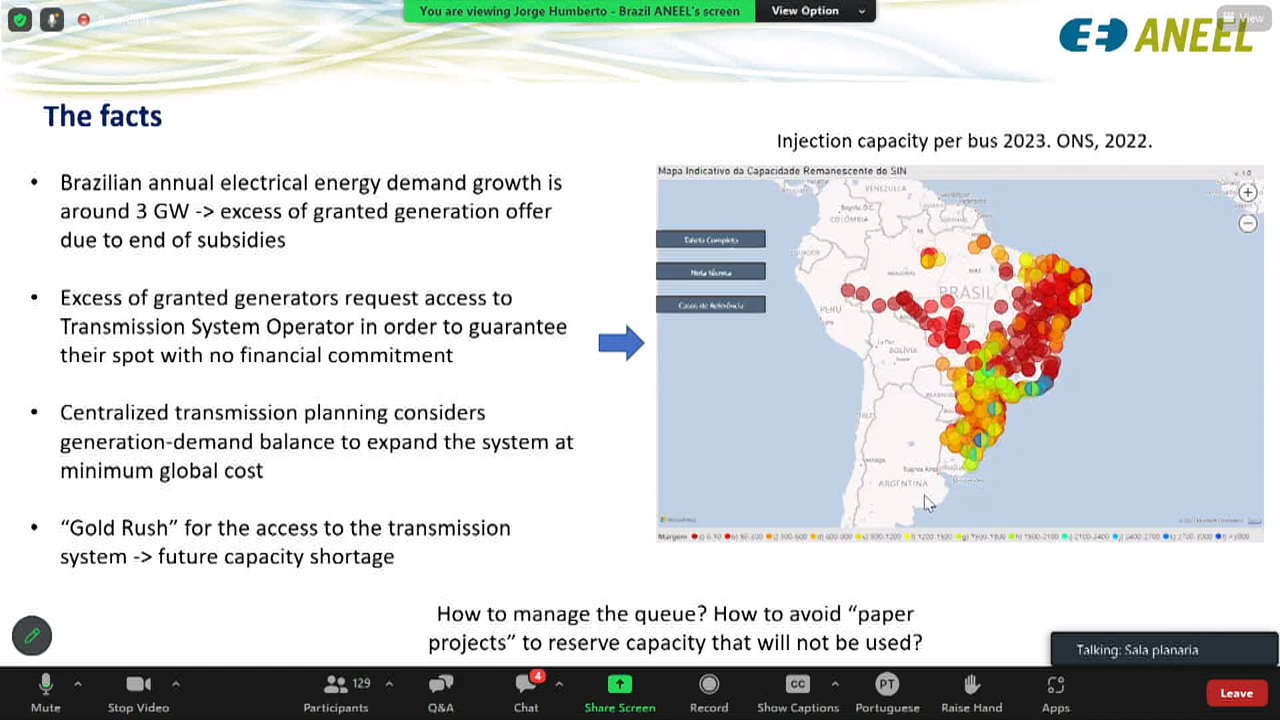 You are viewing Jorge Humberto - Brazil ANEEL's screen
View Option
View
ANEEL
The facts
Injection capacity per bus 2023. ONS, 2022.
• Brazilian annual electrical energy demand growth is
around 3 GW -> excess of granted generation offer
due to end of subsidies
• Excess of granted generators request access to
Transmission System Operator in order to guarantee
their spot with no financial commitment
• Centralized transmission planning considers
generation-demand balance to expand the system at
minimum global cost
• “Gold Rush” for the access to the transmission
system -> future capacity shortage
Mapa Indicativo da Capacidade Remanescente do SIN
v. 1.0
VENEZUELA
COLÔMBIA
Tabela Completa
Nota técnica
Casos de Referência
BRASIL
PERU
BOLÍVIA
ARGENTINA
Margem
How to manage the queue? How to avoid “paper
projects” to reserve capacity that will not be used?
Talking: Sala planaria
129
4
Mute
Stop Video
Participants
Q&A
Chat
Share Screen
Record
CC
Show Captions
PT
Portuguese
Raise Hand
Apps
Leave